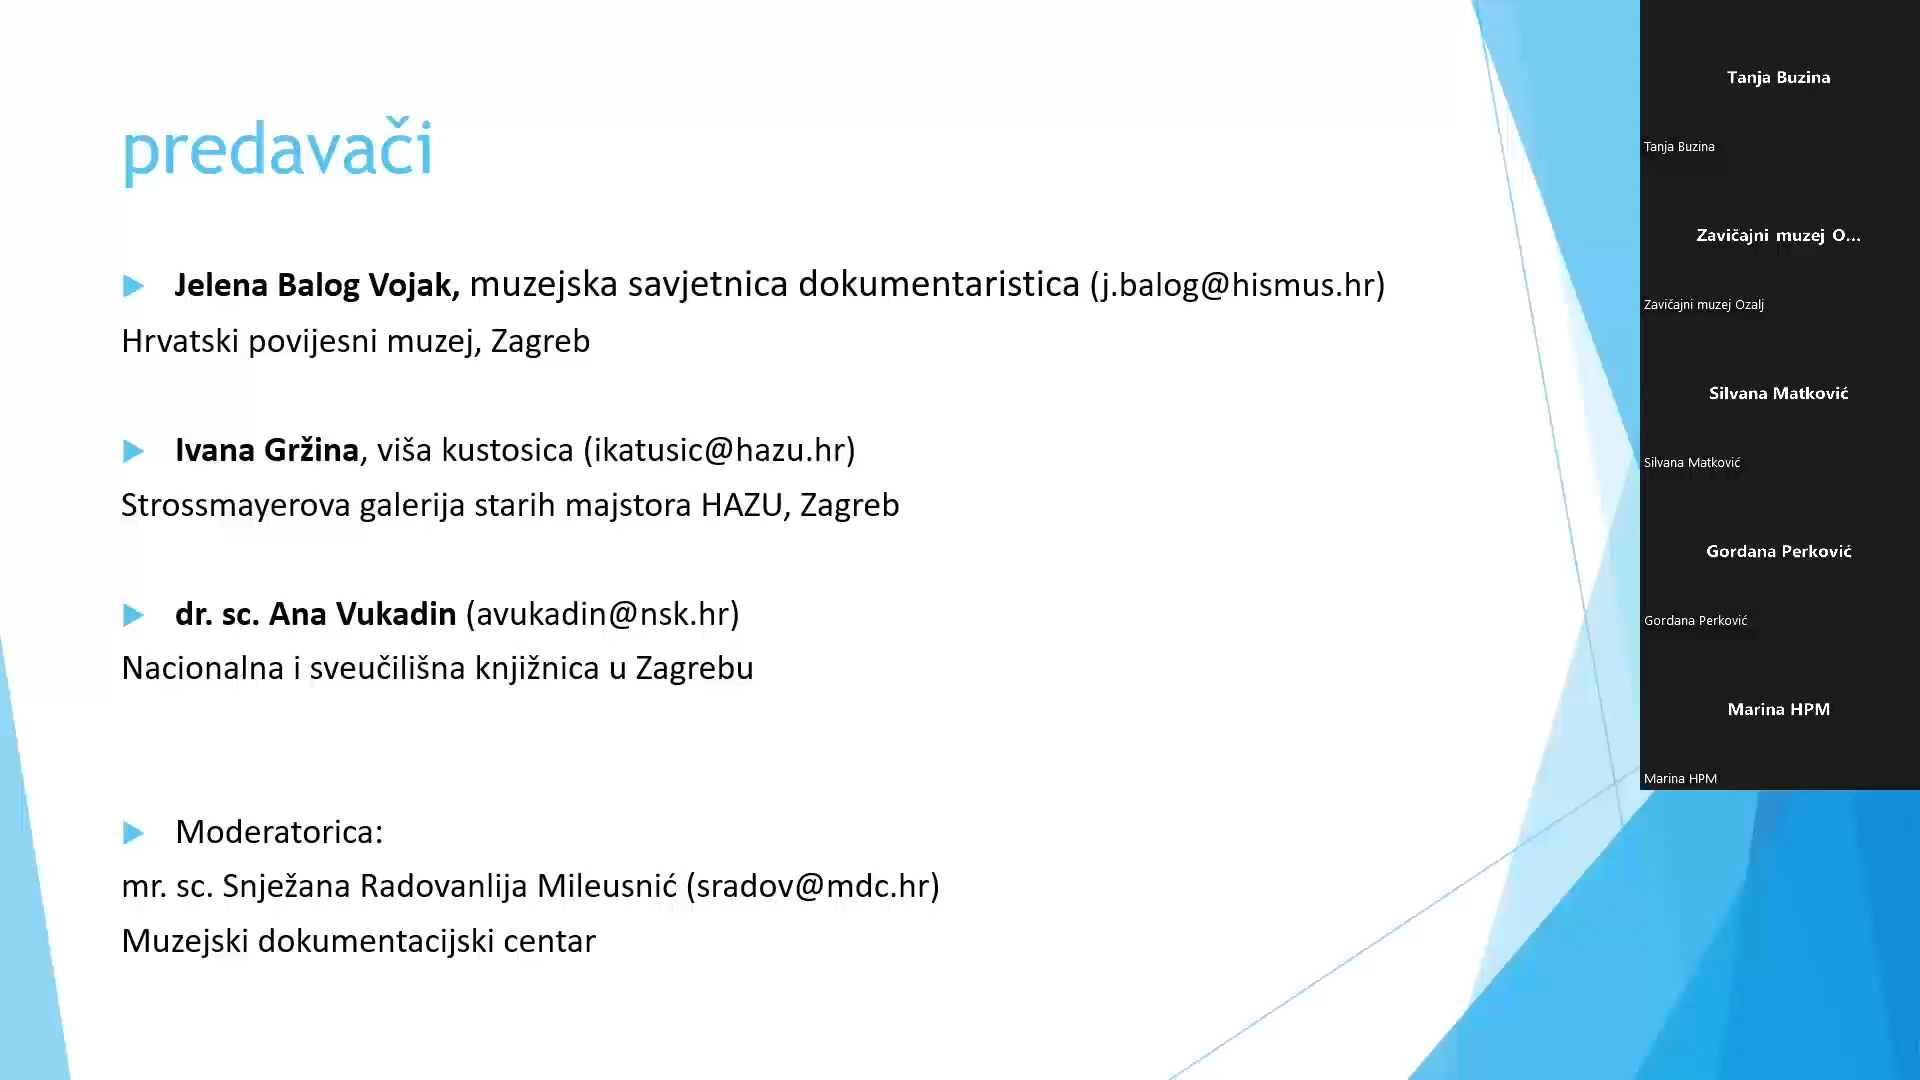 predavači
Jelena Balog Vojak, muzejska savjetnica dokumentaristica (j.balog@hismus.hr)
Hrvatski povijesni muzej, Zagreb
Ivana Gržina, viša kustosica (ikatusic@hazu.hr)
Strossmayerova galerija starih majstora HAZU, Zagreb
dr. sc. Ana Vukadin (avukadin@nsk.hr)
Nacionalna i sveučilišna knjižnica u Zagrebu
Moderatorica:
mr. sc. Snježana Radovanlija Mileusnić (sradov@mdc.hr)
Muzejski dokumentacijski centar
Tanja Buzina
Tanja Buzina
Zavičajni muzej O...
Zavičajni muzej Ozalj
Silvana Matković
Silvana Matković
Gordana Perković
Gordana Perković
Marina HPM
Marina HPM